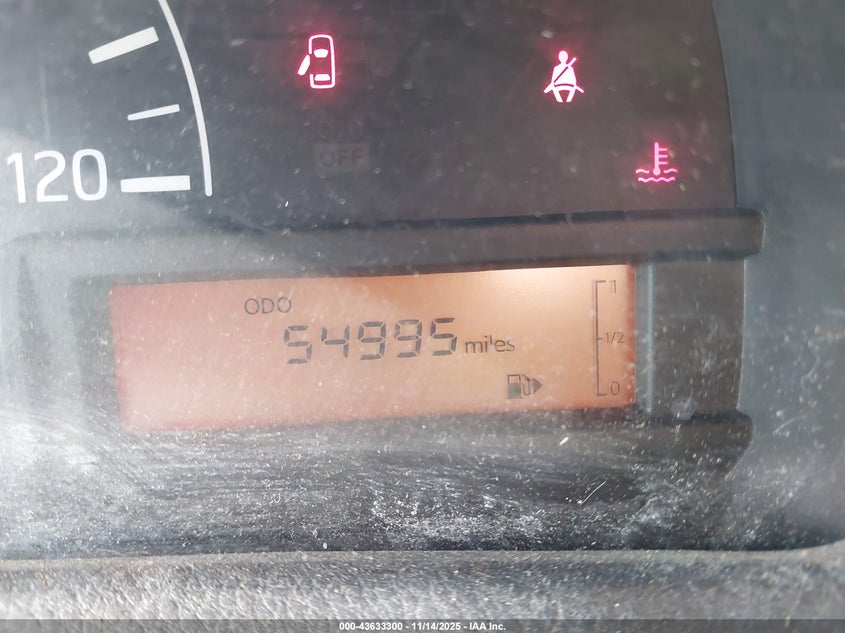 120
OFF
ODO
54995 miles
1
1/2
0
000-43633300 - 11/14/2025 - IAA Inc.